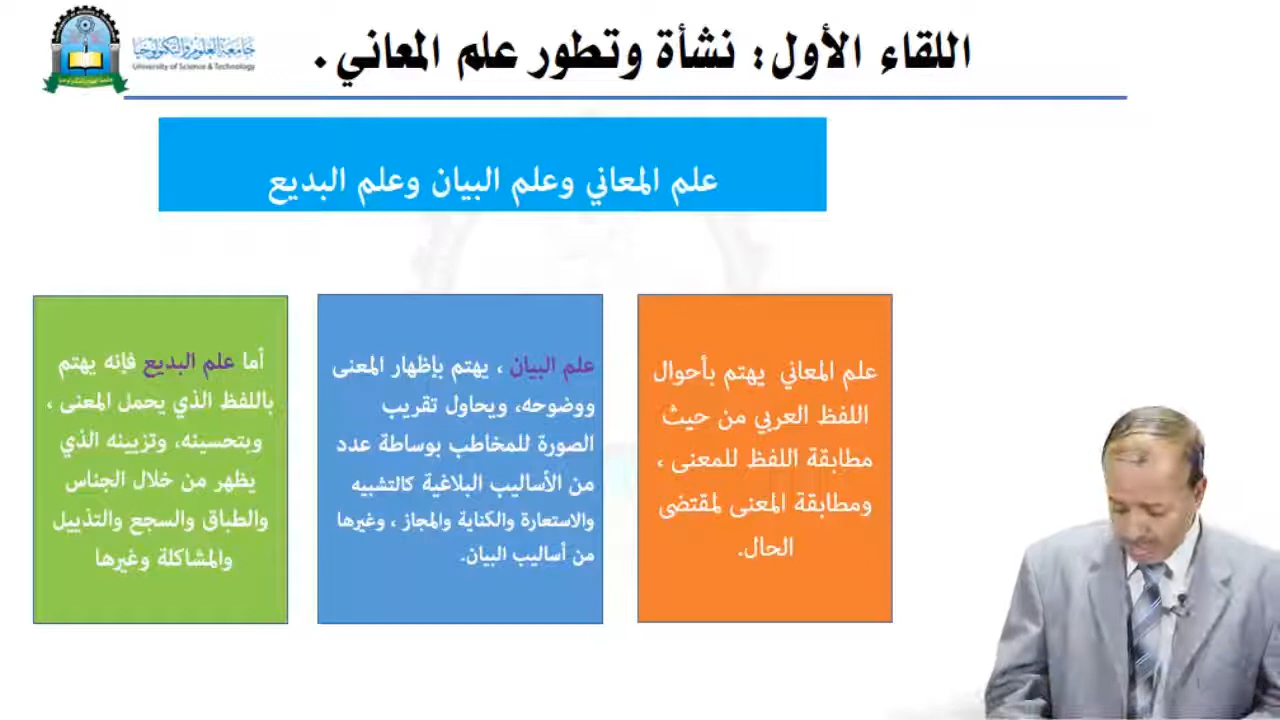 اللقاء الأول: نشأة وتطور علم المعاني.
جامعة العلوم والتكنولوجيا
University of Science & Technology
علم المعاني وعلم البيان وعلم البديع
علم المعاني يهتم بأحوال
اللفظ العربي من حيث
مطابقة اللفظ للمعنى ،
ومطابقة المعنى لمقتضى
الحال.
علم البيان ، يهتم بإظهار المعنى
ووضوحه، ويحاول تقريب
الصورة للمخاطب بوساطة عدد
من الأساليب البلاغية كالتشبيه
والاستعارة والكناية والمجاز ، وغيرها
من أساليب البيان.
أما علم البديع فإنه يهتم
باللفظ الذي يحمل المعنى ،
وبتحسينه، وتزيينه الذي
يظهر من خلال الجناس
والطباق والسجع والتذييل
والمشاكلة وغيرها